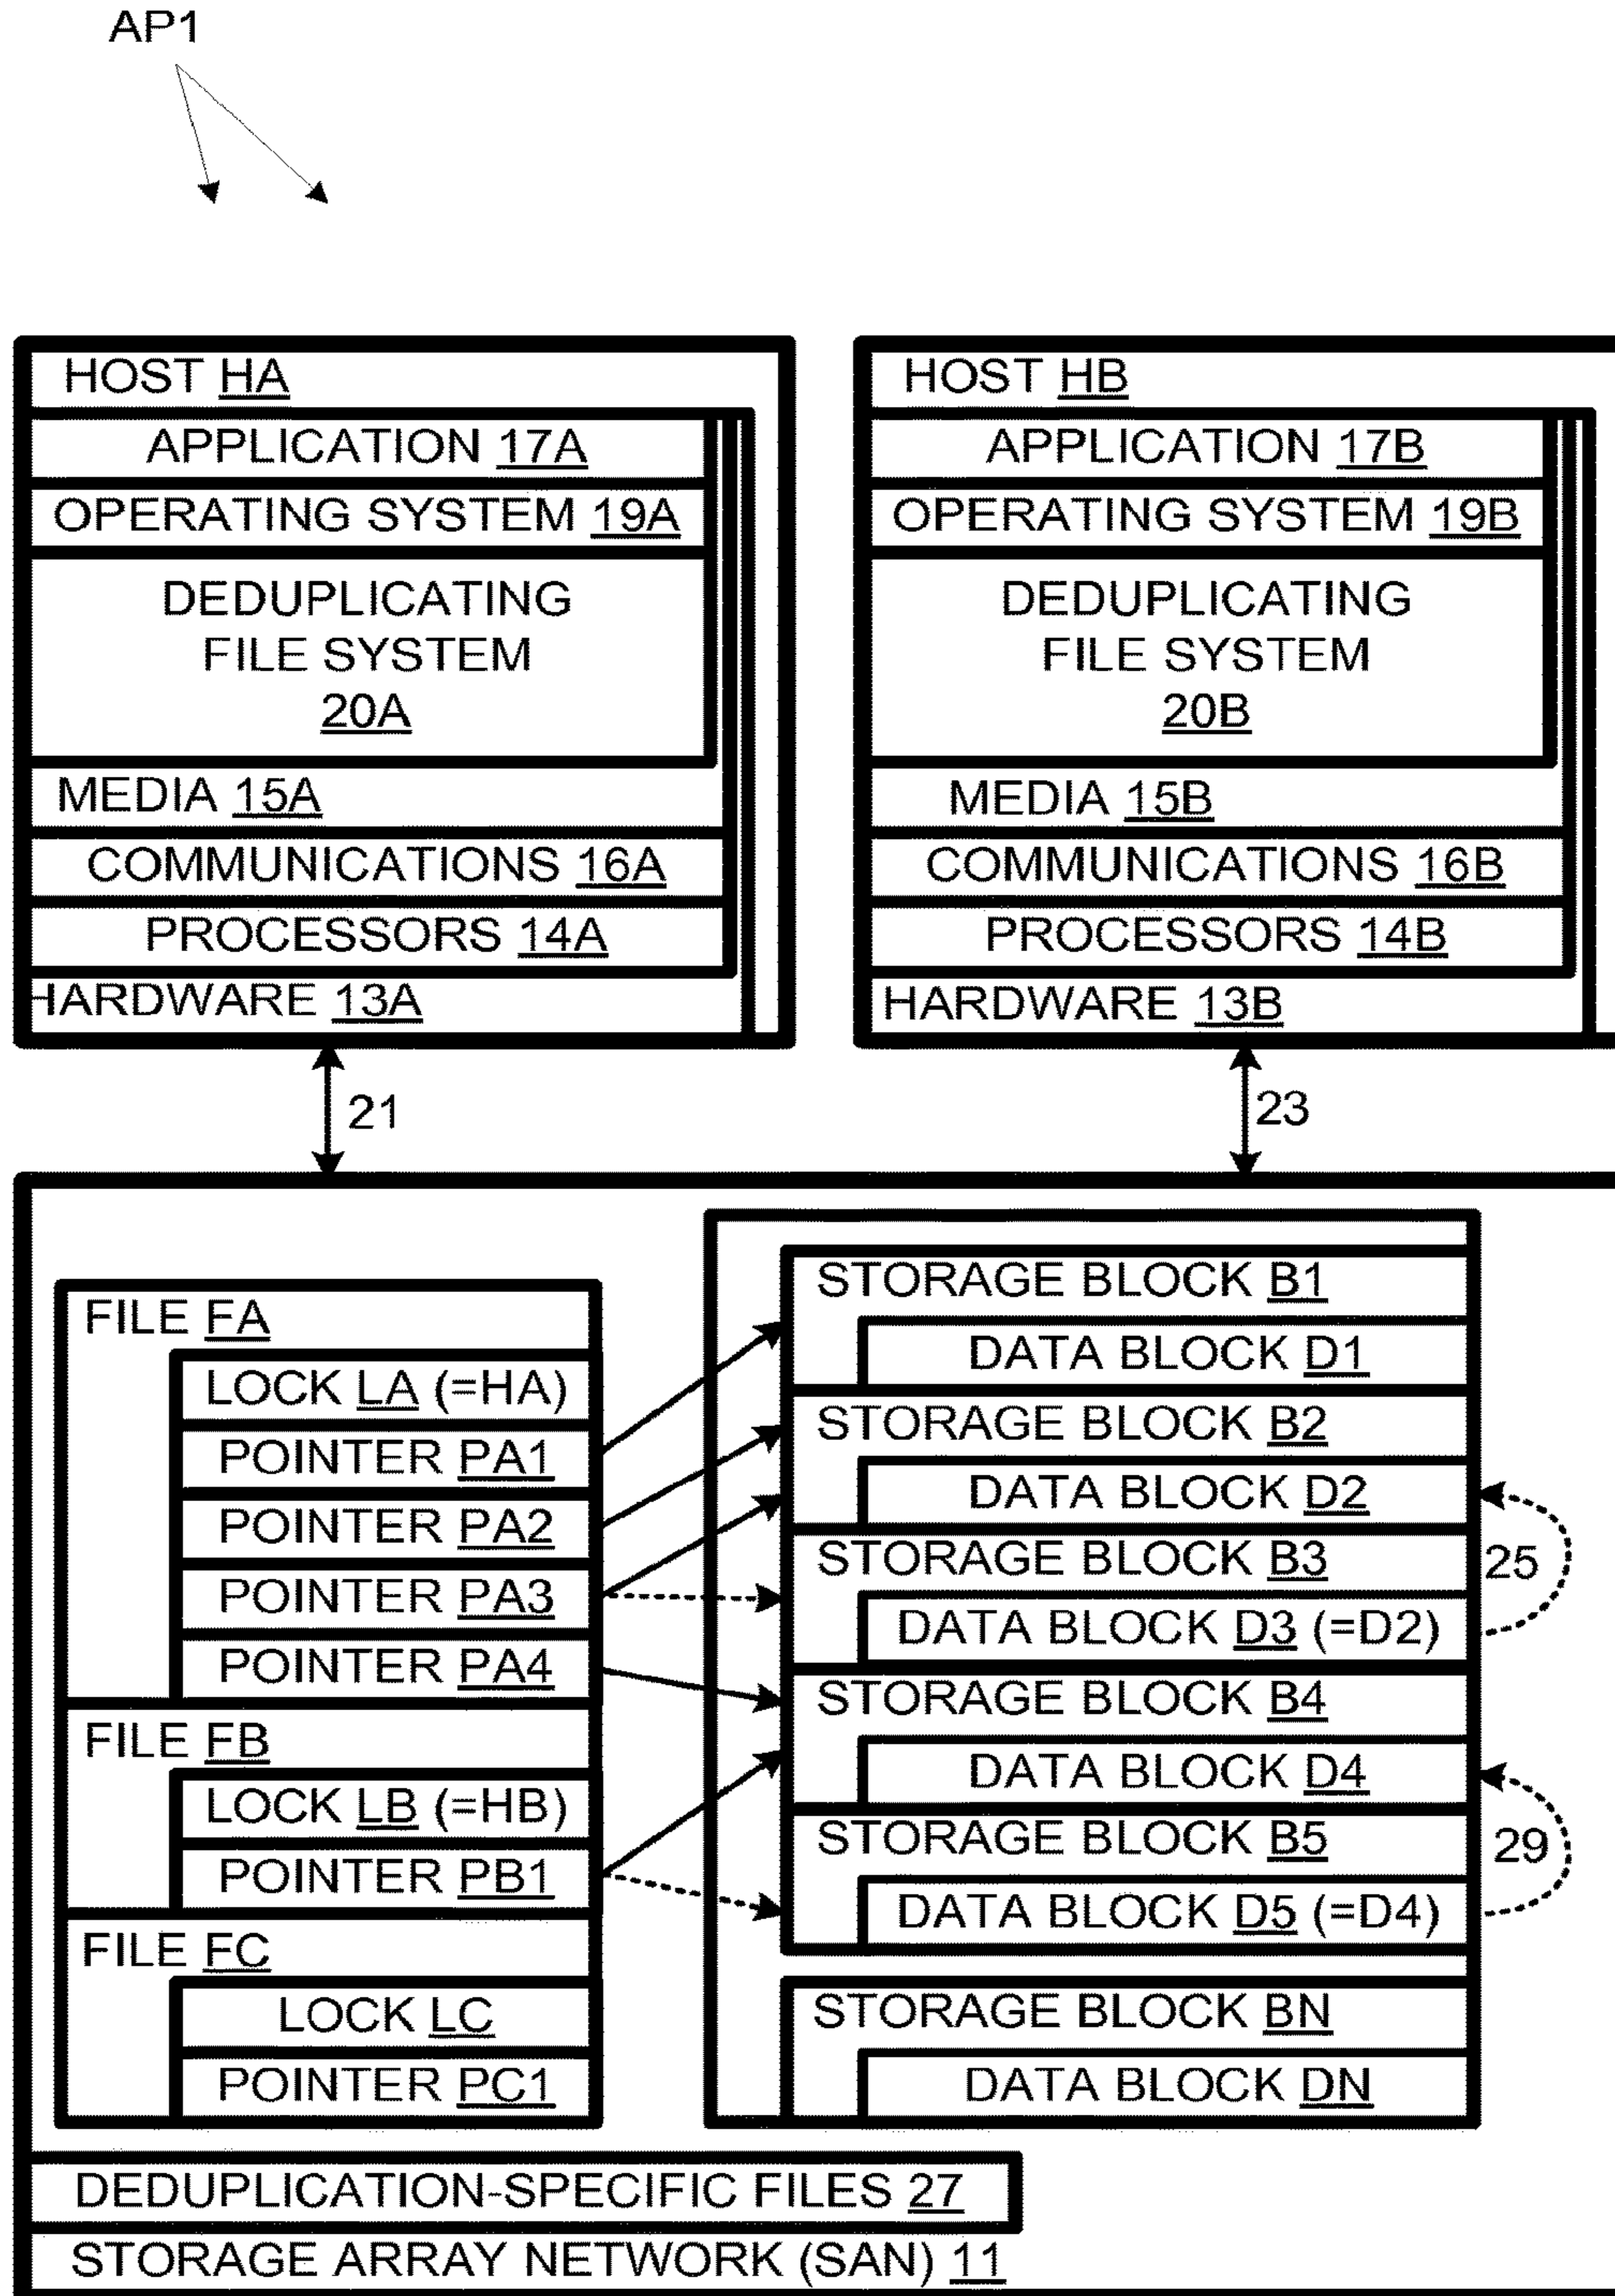 AP1
HOST HA
APPLICATION 17A
OPERATING SYSTEM 19A
DEDUPLICATING
FILE SYSTEM
20A
MEDIA 15A
COMMUNICATIONS 16A
PROCESSORS 14A
HARDWARE 13A
HOST HB
APPLICATION 17B
OPERATING SYSTEM 19B
DEDUPLICATING
FILE SYSTEM
20B
MEDIA 15B
COMMUNICATIONS 16B
PROCESSORS 14B
HARDWARE 13B
21
23
FILE FA
LOCK LA (=HA)
POINTER PA1
POINTER PA2
POINTER PA3
POINTER PA4
FILE FB
LOCK LB (=HB)
POINTER PB1
FILE FC
LOCK LC
POINTER PC1
STORAGE BLOCK B1
DATA BLOCK D1
STORAGE BLOCK B2
DATA BLOCK D2
STORAGE BLOCK B3
DATA BLOCK D3 (=D2)
25
STORAGE BLOCK B4
DATA BLOCK D4
STORAGE BLOCK B5
DATA BLOCK D5 (=D4)
29
STORAGE BLOCK BN
DATA BLOCK DN
DEDUPLICATION-SPECIFIC FILES 27
STORAGE ARRAY NETWORK (SAN) 11